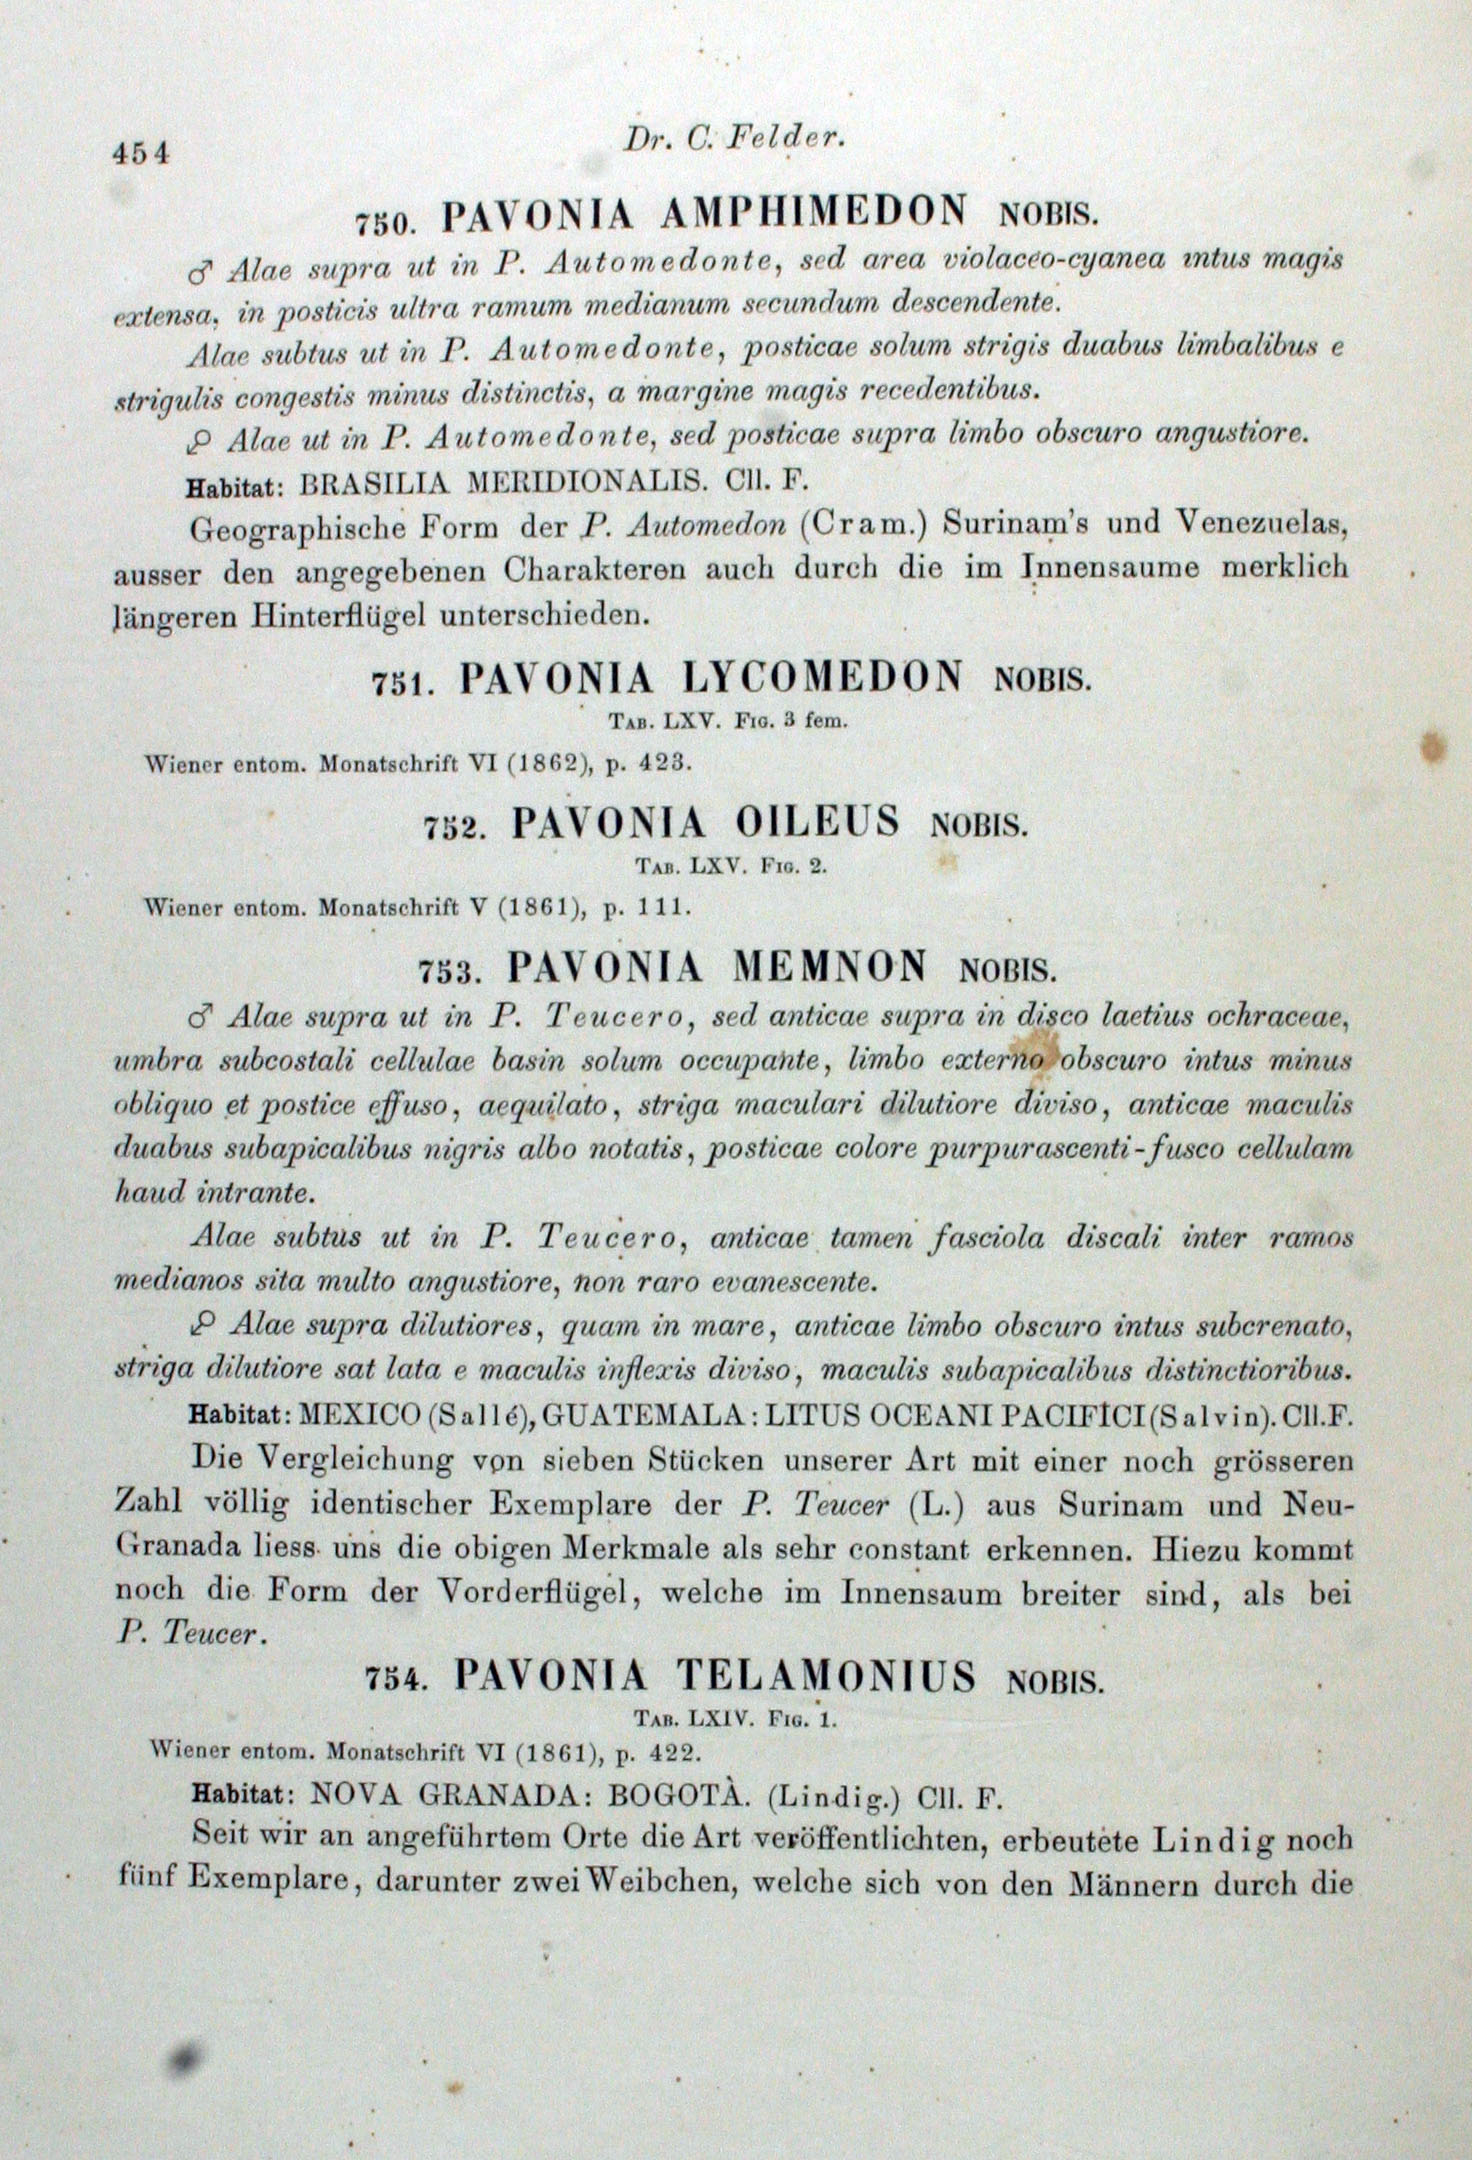 454
Dr. C. Felder.
750. PAVONIA AMPHIMEDON NOBIS.
♂ Alae supra ut in P. Automedonte, sed area violaceo-cyanea intus magis
extensa, in posticis ultra ramum medianum secundum descendente.
Alae subtus ut in P. Automedonte, posticae solum strigis duabus limbalibus e
strigulis congestis minus distinctis, a margine magis recedentibus.
♀ Alae ut in P. Automedonte, sed posticae supra limbo obscuro angustiore.
Habitat: BRASILIA MERIDIONALIS. Cll. F.
Geographische Form der P. Automedon (Cram.) Surinam's und Venezuelas,
ausser den angegebenen Charakteren auch durch die im Innensaume merklich
längeren Hinterflügel unterschieden.
751. PAVONIA LYCOMEDON NOBIS.
TAB. LXV. FIG. 3 fem.
Wiener entom. Monatschrift VI (1862), p. 423.
752. PAVONIA OILEUS NOBIS.
TAB. LXV. FIG. 2.
Wiener entom. Monatschrift V (1861), p. 111.
753. PAVONIA MEMNON NOBIS.
♂ Alae supra ut in P. Teucero, sed anticae supra in disco laetius ochraceae,
umbra subcostali cellulae basin solum occupante, limbo externo obscuro intus minus
obliquo et postice effuso, aequilato, striga maculari dilutiore diviso, anticae maculis
duabus subapicalibus nigris albo notatis, posticae colore purpurascenti-fusco cellulam
haud intrante.
Alae subtus ut in P. Teucero, anticae tamen fasciola discali inter ramos
medianos sita multo angustiore, non raro evanescente.
♀ Alae supra dilutiores, quam in mare, anticae limbo obscuro intus subcrenato,
striga dilutiore sat lata e maculis inflexis diviso, maculis subapicalibus distinctioribus.
Habitat: MEXICO (Sallé), GUATEMALA: LITUS OCEANI PACIFICI (Salvin). Cll. F.
Die Vergleichung von sieben Stücken unserer Art mit einer noch grösseren
Zahl völlig identischer Exemplare der P. Teucer (L.) aus Surinam und Neu-
Granada liess uns die obigen Merkmale als sehr constant erkennen. Hiezu kommt
noch die Form der Vorderflügel, welche im Innensaum breiter sind, als bei
P. Teucer.
754. PAVONIA TELAMONIUS NOBIS.
TAB. LXIV. FIG. 1.
Wiener entom. Monatschrift VI (1861), p. 422.
Habitat: NOVA GRANADA: BOGOTÀ. (Lindig.) Cll. F.
Seit wir an angeführtem Orte die Art veröffentlichten, erbeutete Lindig noch
fünf Exemplare, darunter zwei Weibchen, welche sich von den Männern durch die